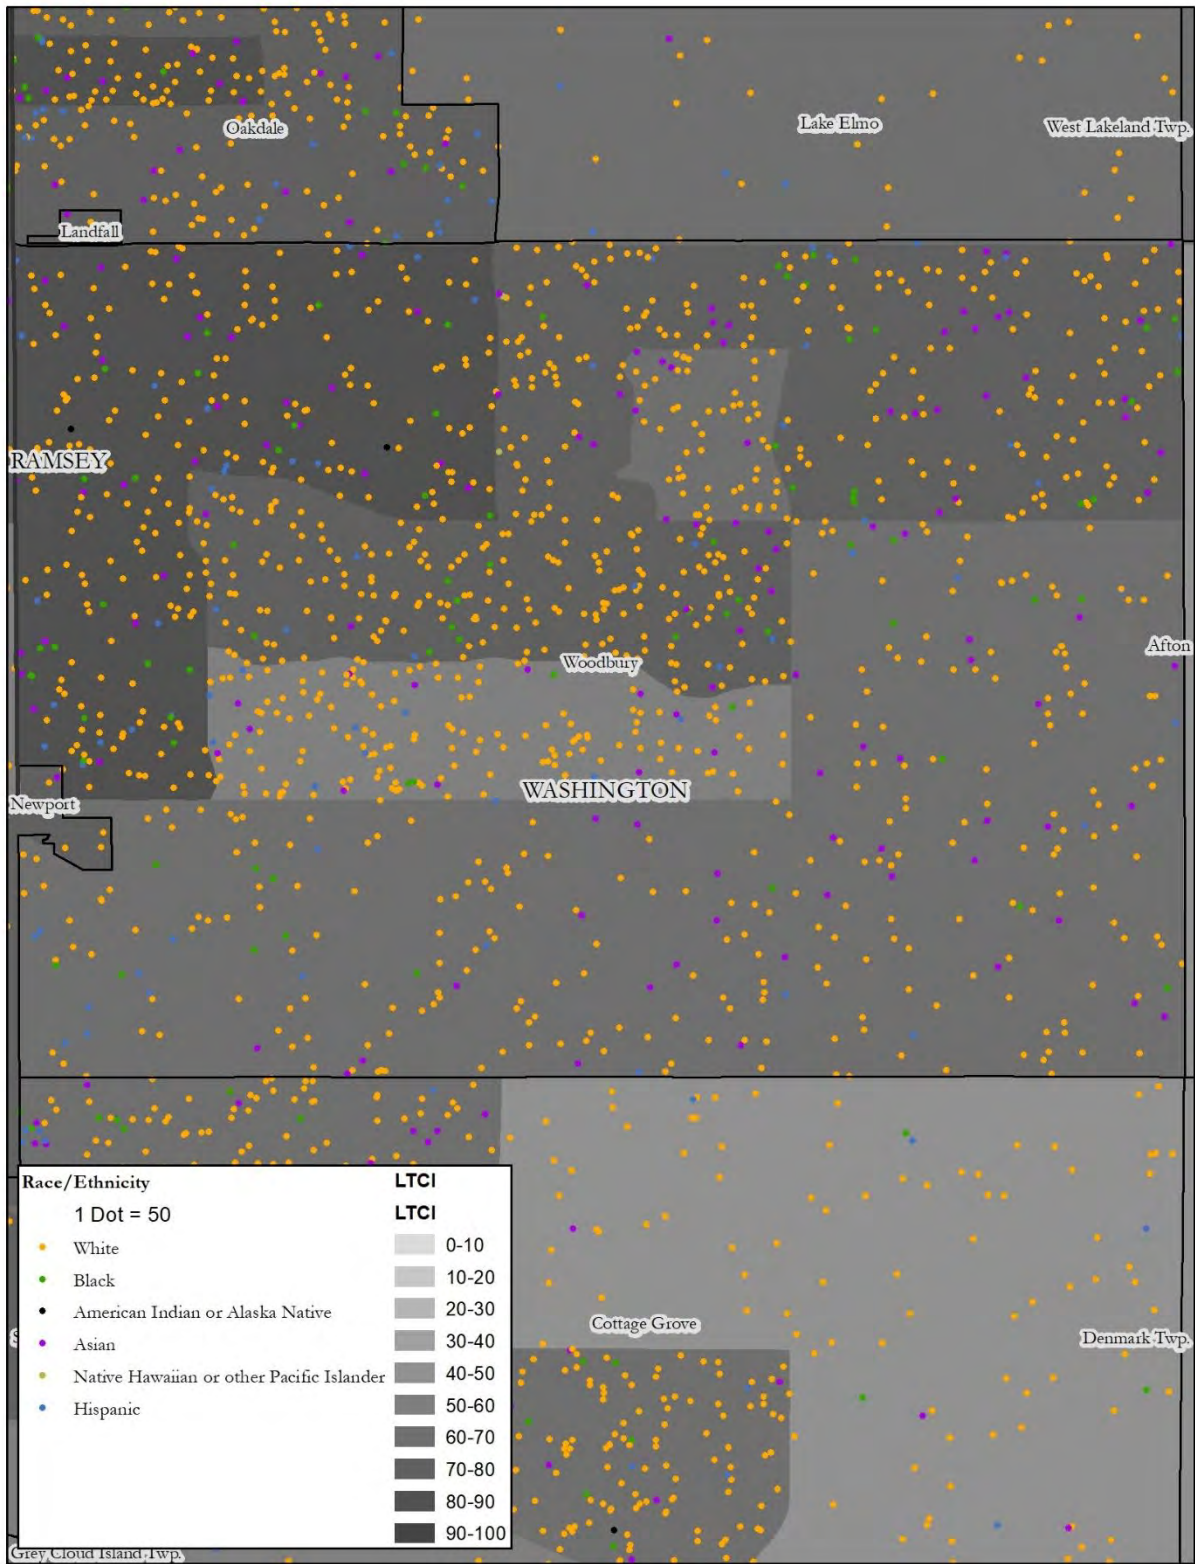 Oakdale
Lake Elmo
West Lakeland Twp.
Landfall
RAMSEY
Afton
Woodbury
WASHINGTON
Newport
Race/Ethnicity
1 Dot = 50
White
Black
American Indian or Alaska Native
Asian
Native Hawaiian or other Pacific Islander
Hispanic
LTCI
LTCI
0-10
10-20
20-30
30-40
40-50
50-60
60-70
70-80
80-90
90-100
Cottage Grove
Denmark Twp.
Grey Cloud Island Twp.